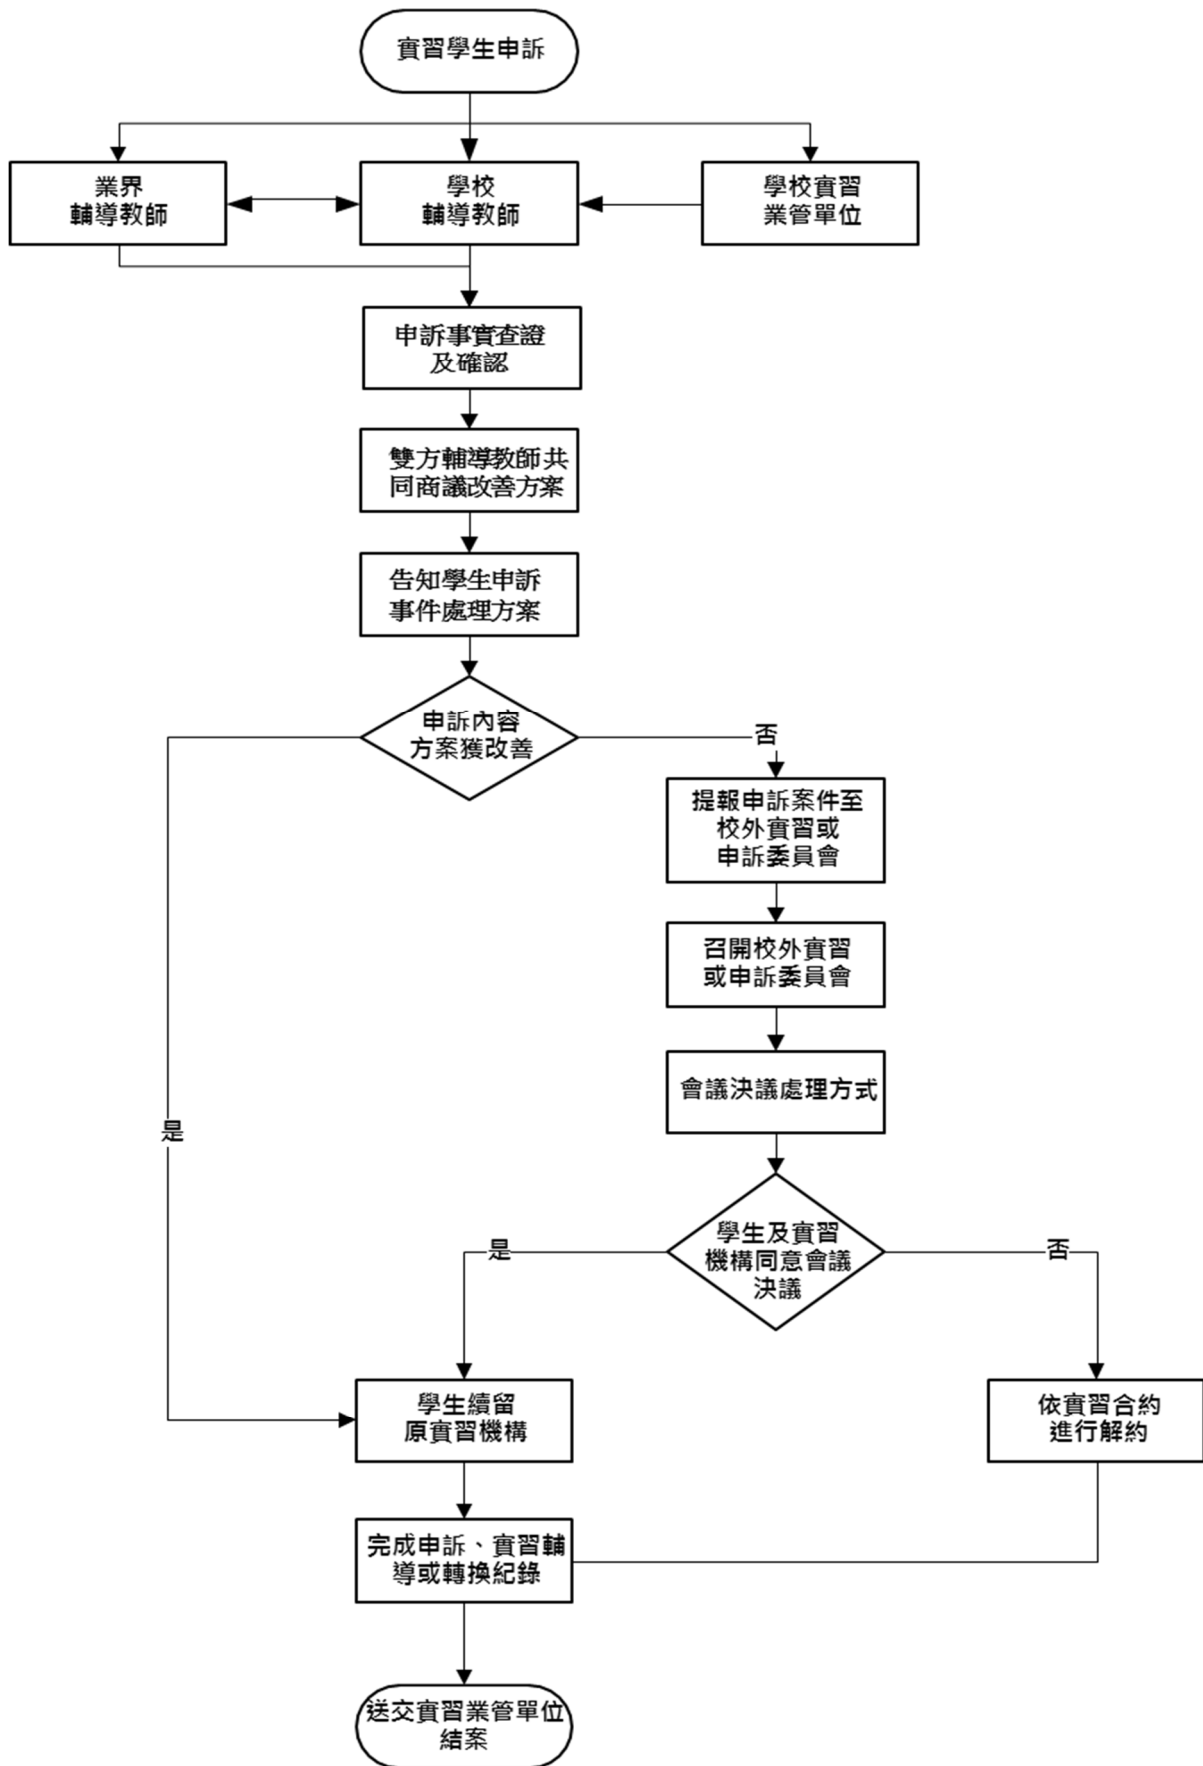 實習學生申訴
業界
輔導教師
學校
輔導教師
學校實習
業管單位
申訴事實查證
及確認
雙方輔導教師共
同商議改善方案
告知學生申訴
事件處理方案
申訴內容
方案獲改善
否
提報申訴案件至
校外實習或
申訴委員會
召開校外實習
或申訴委員會
會議決議處理方式
是
學生及實習
機構同意會議
決議
是
否
學生續留
原實習機構
依實習合約
進行解約
完成申訴、實習輔
導或轉換紀錄
送交實習業管單位
結案